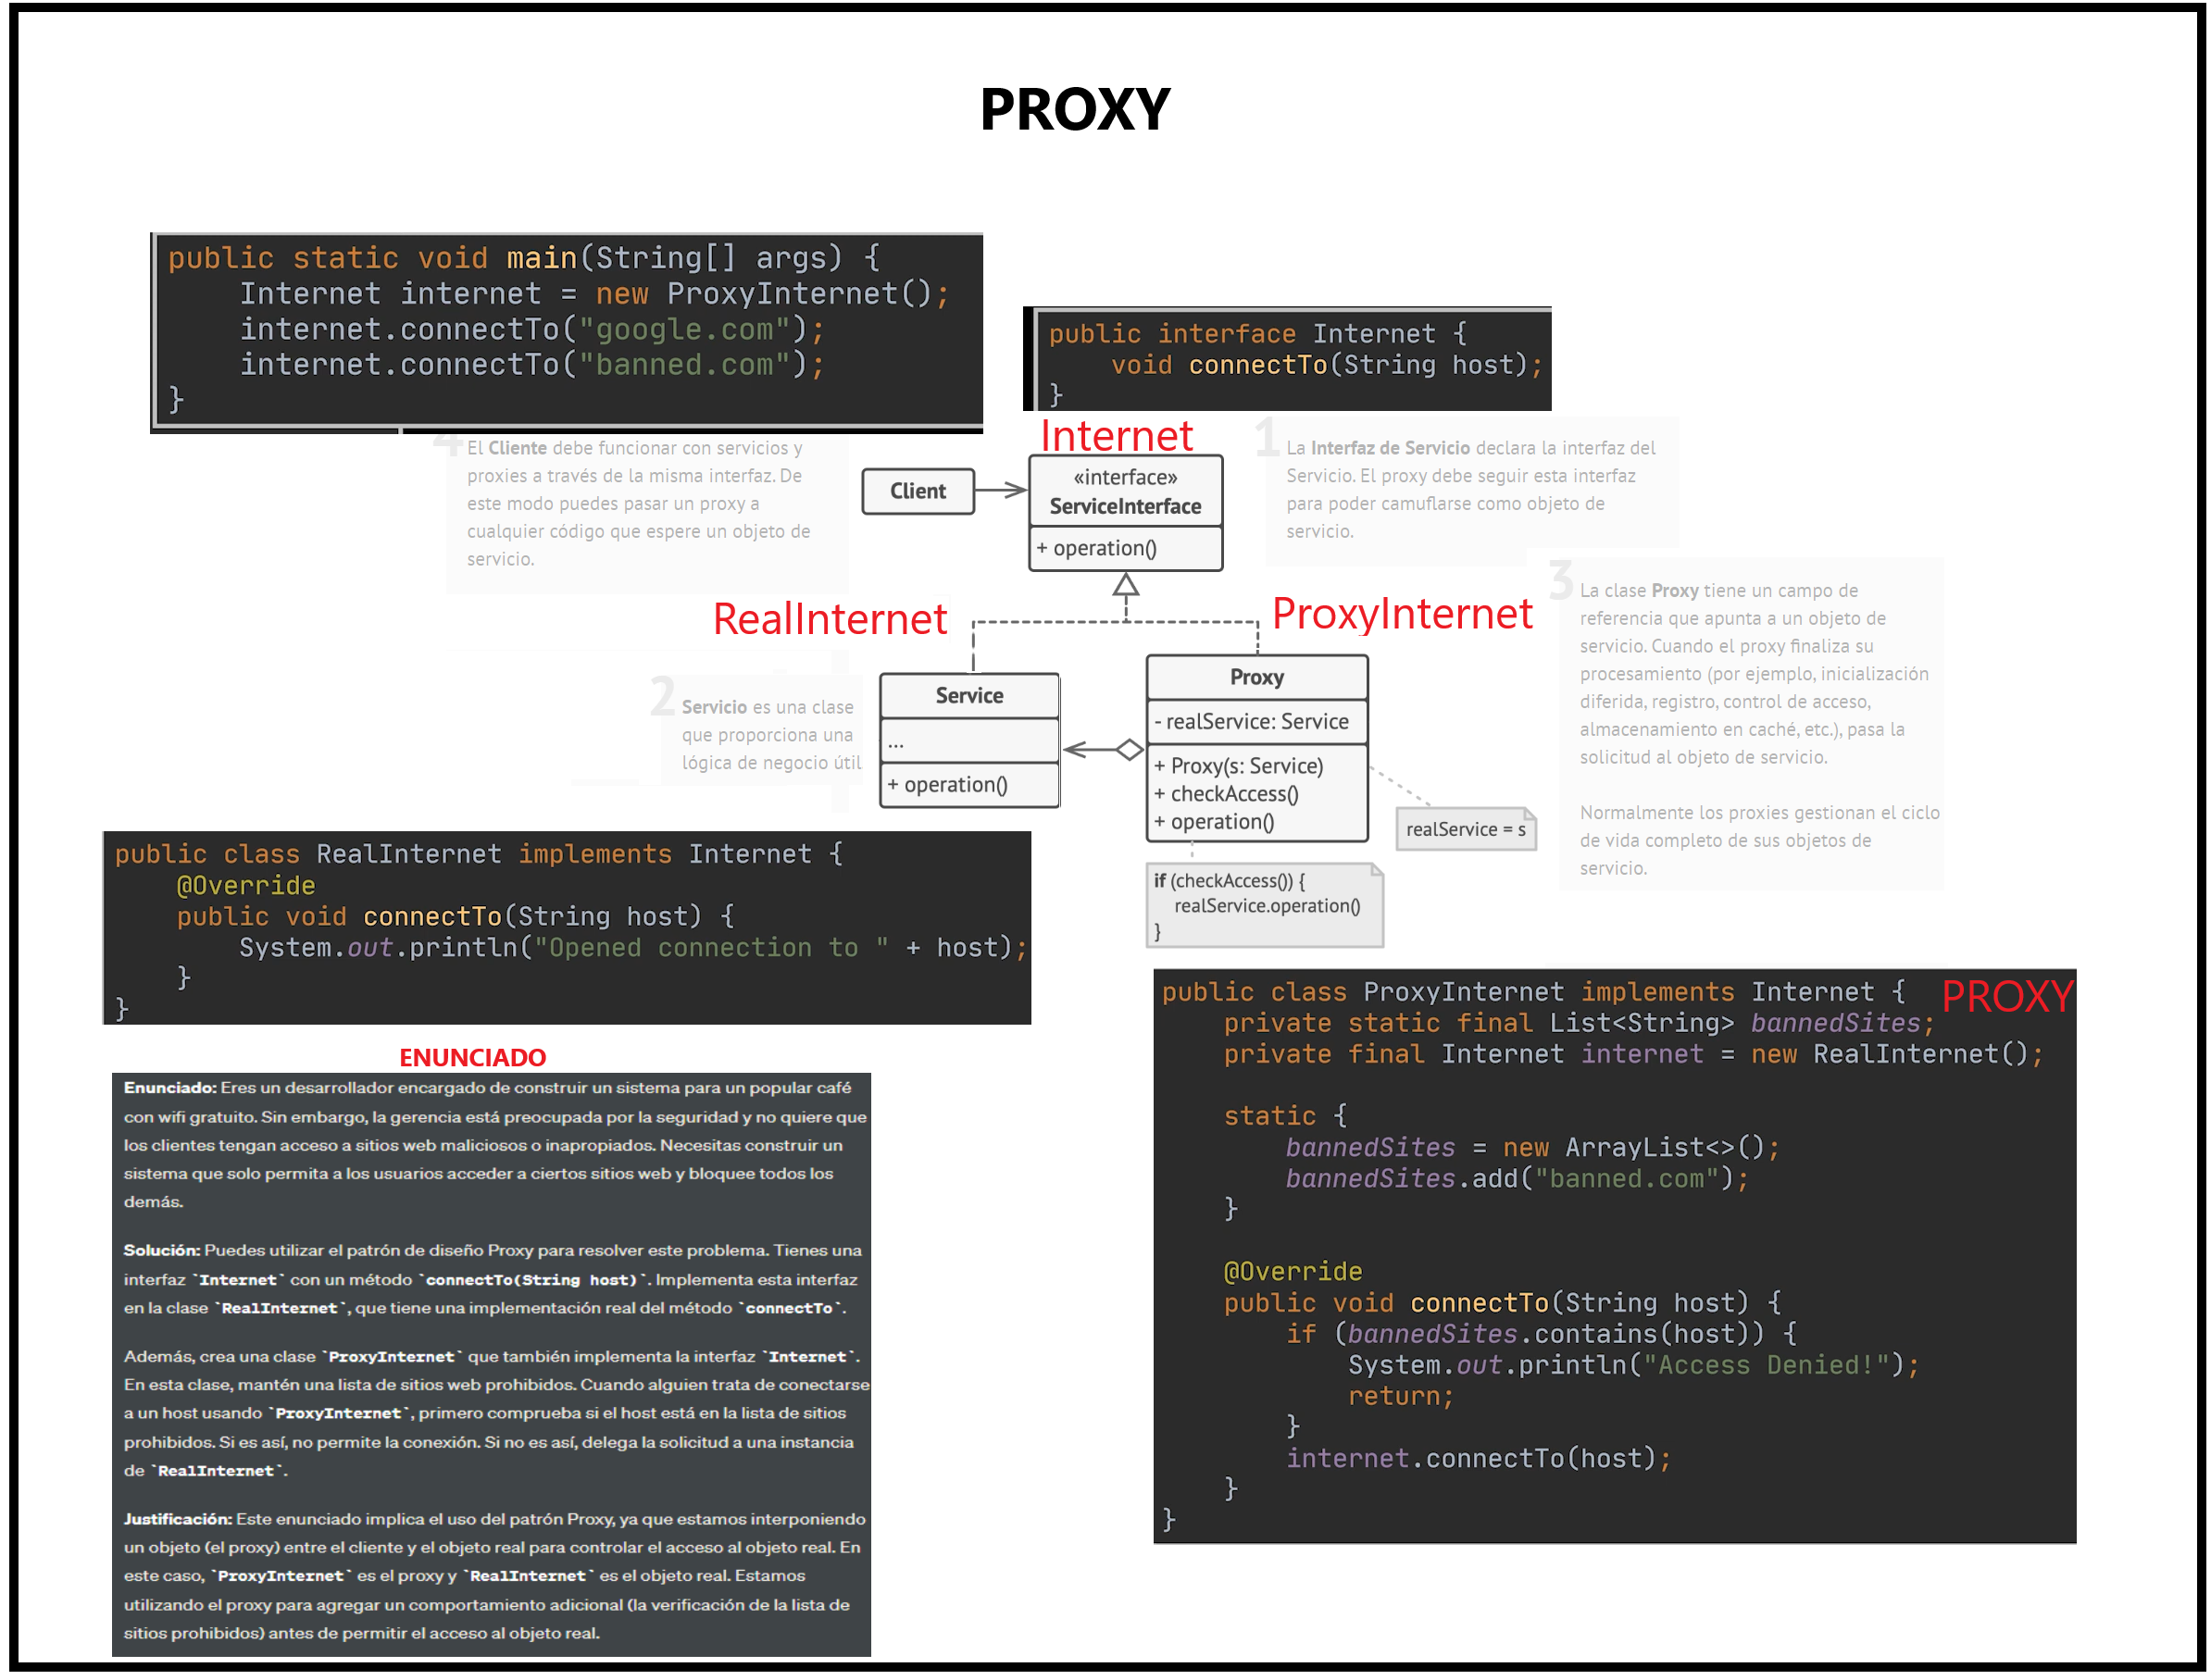 PROXY
public static void main(String[] args) {
Internet internet = new ProxyInternet();
internet.connectTo("google.com");
internet.connectTo("banned.com");
}
public interface Internet {
void connectTo(String host);
}
Internet
4
El Cliente debe funcionar con servicios y
proxies a través de la misma interfaz. De
este modo puedes pasar un proxy a
cualquier código que espere un objeto de
servicio.
Client
«interface»
ServiceInterface
+ operation()
1
La Interfaz de Servicio declara la interfaz del
Servicio. El proxy debe seguir esta interfaz
para poder camuflarse como objeto de
servicio.
RealInternet
ProxyInternet
3
La clase Proxy tiene un campo de
referencia que apunta a un objeto de
servicio. Cuando el proxy finaliza su
procesamiento (por ejemplo, inicialización
diferida, registro, control de acceso,
almacenamiento en caché, etc.), pasa la
solicitud al objeto de servicio.
Normalmente los proxies gestionan el ciclo
de vida completo de sus objetos de
servicio.
2
Servicio es una clase
que proporciona una
lógica de negocio útil
Service
...
+ operation()
Proxy
- realService: Service
+ Proxy(s: Service)
+ checkAccess()
+ operation()
realService = s
if (checkAccess()) {
realService.operation()
}
public class RealInternet implements Internet {
@Override
public void connectTo(String host) {
System.out.println("Opened connection to " + host);
}
}
ENUNCIADO
Enunciado: Eres un desarrollador encargado de construir un sistema para un popular café
con wifi gratuito. Sin embargo, la gerencia está preocupada por la seguridad y no quiere que
los clientes tengan acceso a sitios web maliciosos o inapropiados. Necesitas construir un
sistema que solo permita a los usuarios acceder a ciertos sitios web y bloquee todos los
demás.
Solución: Puedes utilizar el patrón de diseño Proxy para resolver este problema. Tienes una
interfaz `Internet` con un método `connectTo(String host)`. Implementa esta interfaz
en la clase `RealInternet`, que tiene una implementación real del método `connectTo`.
Además, crea una clase `ProxyInternet` que también implementa la interfaz `Internet`.
En esta clase, mantén una lista de sitios web prohibidos. Cuando alguien trata de conectarse
a un host usando `ProxyInternet`, primero comprueba si el host está en la lista de sitios
prohibidos. Si es así, no permite la conexión. Si no es así, delega la solicitud a una instancia
de `RealInternet`.
Justificación: Este enunciado implica el uso del patrón Proxy, ya que estamos interponiendo
un objeto (el proxy) entre el cliente y el objeto real para controlar el acceso al objeto real. En
este caso, `ProxyInternet` es el proxy y `RealInternet` es el objeto real. Estamos
utilizando el proxy para agregar un comportamiento adicional (la verificación de la lista de
sitios prohibidos) antes de permitir el acceso al objeto real.
public class ProxyInternet implements Internet {
PROXY
private static final List<String> bannedSites;
private final Internet internet = new RealInternet();
static {
bannedSites = new ArrayList<>();
bannedSites.add("banned.com");
}
@Override
public void connectTo(String host) {
if (bannedSites.contains(host)) {
System.out.println("Access Denied!");
return;
}
internet.connectTo(host);
}
}